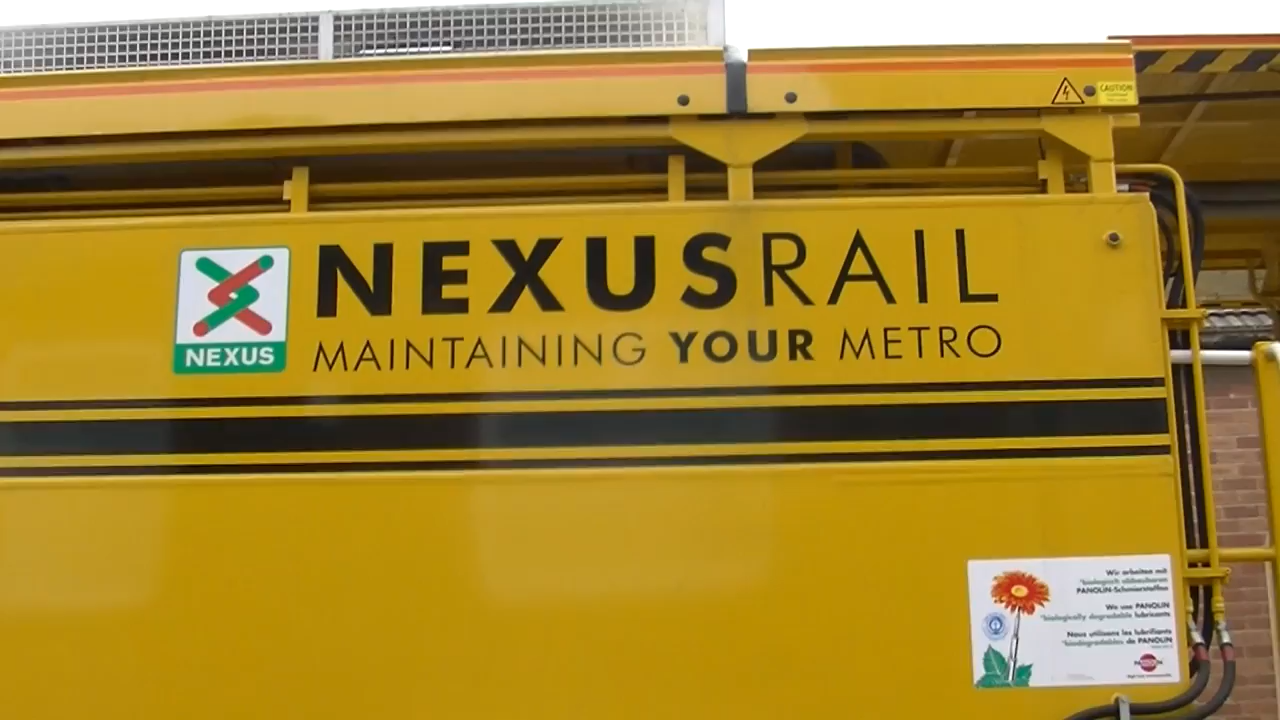 CAUTION
NEXUSRAIL
MAINTAINING YOUR METRO
NEXUS
Wir arbeiten mit
*biologisch abbaubaren
PANOLIN-Schmierstoffen
We use PANOLIN
*biologically degradable lubricants
Nous utilisons les lubrifiants
*biodégradables de PANOLIN
PANOLIN